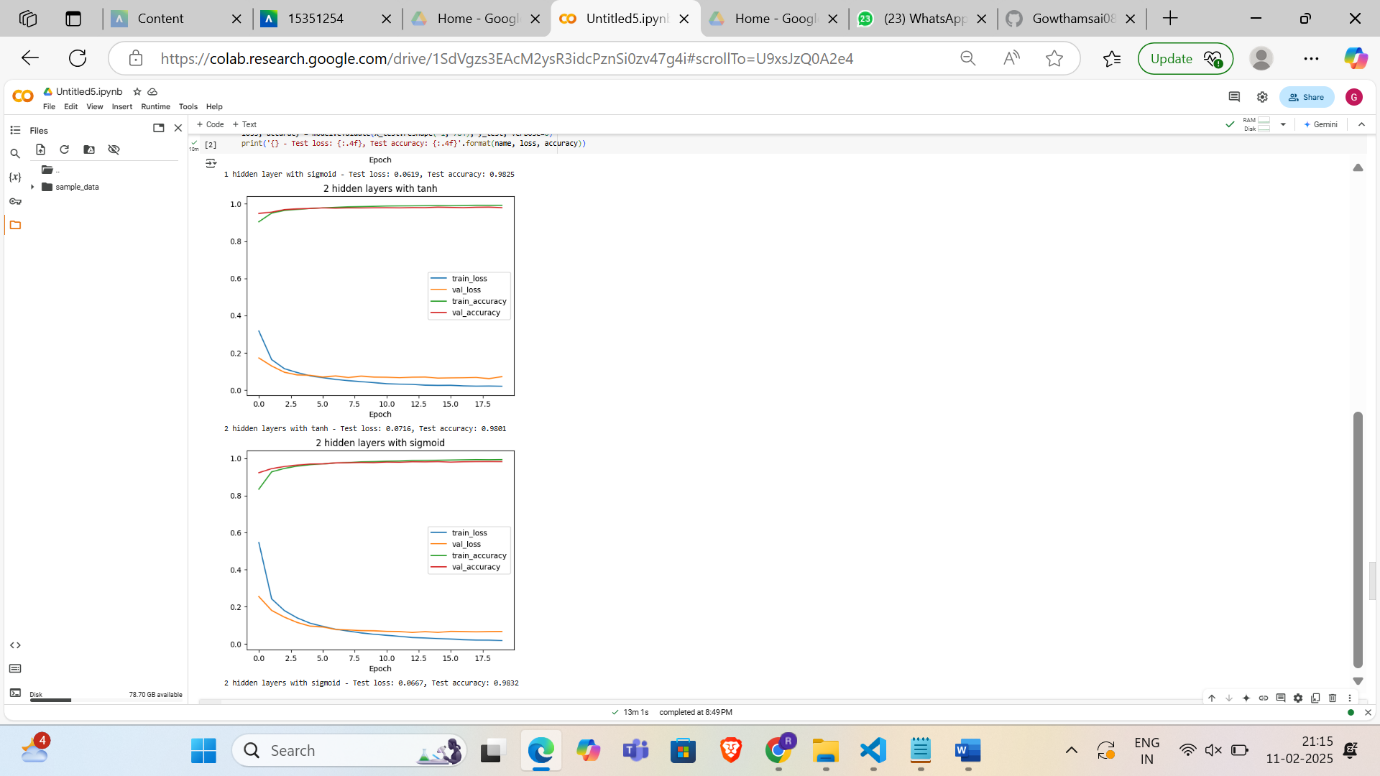 Content
15351254
Home - Google
Untitled5.ipynb
Home - Google
(23) WhatsApp
Gowthamsai08
https://colab.research.google.com/drive/1SdVgzs3EAcM2ysR3idcPznSi0zv47g4i#scrollTo=U9xsJzQ0A2e4
Update
Untitled5.ipynb
File Edit View Insert Runtime Tools Help
Share
G
Files
+ Code + Text
RAM
Disk
Gemini
..
sample_data
10m
[2]
print('{} - Test loss: {:.4f}, Test accuracy: {:.4f}'.format(name, loss, accuracy))
Epoch
1 hidden layer with sigmoid - Test loss: 0.0619, Test accuracy: 0.9825
2 hidden layers with tanh
1.0
0.8
0.6
0.4
0.2
0.0
train_loss
val_loss
train_accuracy
val_accuracy
0.0 2.5 5.0 7.5 10.0 12.5 15.0 17.5
Epoch
2 hidden layers with tanh - Test loss: 0.0716, Test accuracy: 0.9801
2 hidden layers with sigmoid
1.0
0.8
0.6
0.4
0.2
0.0
train_loss
val_loss
train_accuracy
val_accuracy
0.0 2.5 5.0 7.5 10.0 12.5 15.0 17.5
Epoch
2 hidden layers with sigmoid - Test loss: 0.0667, Test accuracy: 0.9832
Disk
78.70 GB available
13m 1s completed at 8:49 PM
4
Search
R
ENG
IN
21:15
11-02-2025